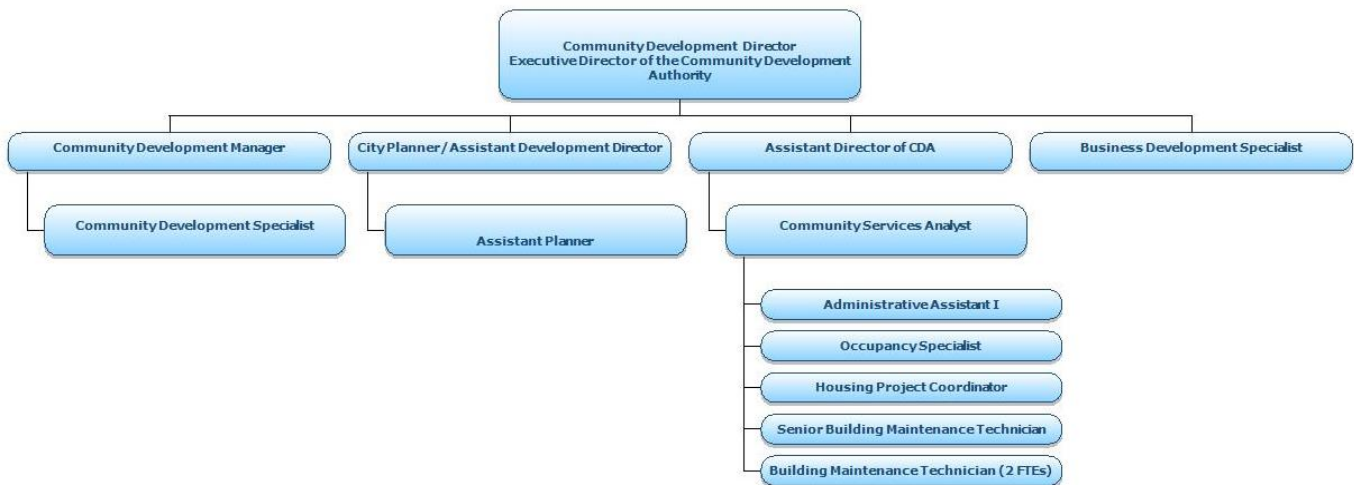 Community Development Director
Executive Director of the Community Development
Authority
Community Development Manager
City Planner/Assistant Development Director
Assistant Director of CDA
Business Development Specialist
Community Development Specialist
Assistant Planner
Community Services Analyst
Administrative Assistant I
Occupancy Specialist
Housing Project Coordinator
Senior Building Maintenance Technician
Building Maintenance Technician (2 FTEs)